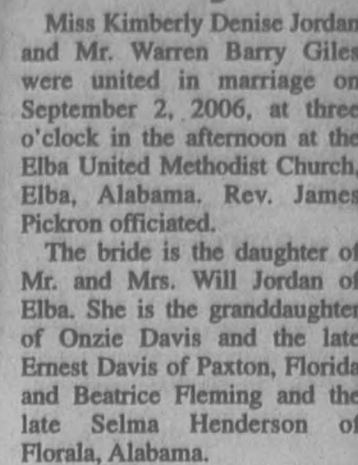 Miss Kimberly Denise Jordan
and Mr. Warren Barry Giles
were united in marriage on
September 2, 2006, at three
o'clock in the afternoon at the
Elba United Methodist Church,
Elba, Alabama. Rev. James
Pickron officiated.
The bride is the daughter of
Mr. and Mrs. Will Jordan of
Elba. She is the granddaughter
of Onzie Davis and the late
Ernest Davis of Paxton, Florida
and Beatrice Fleming and the
late Selma Henderson of
Florala, Alabama.